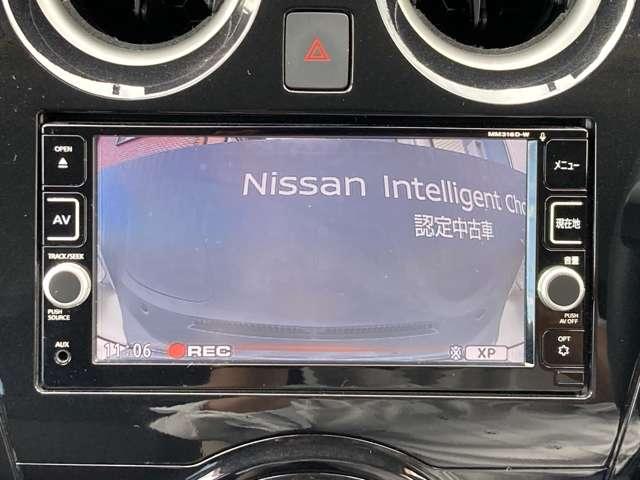 MM316D-W
OPEN
メニュー
AV
Nissan Intelligent Cho
認定中古車
現在地
TRACK/SEEK
音量
PUSH
SOURCE
PUSH
AV OFF
AUX
11:06
REC
※
XP
OPT